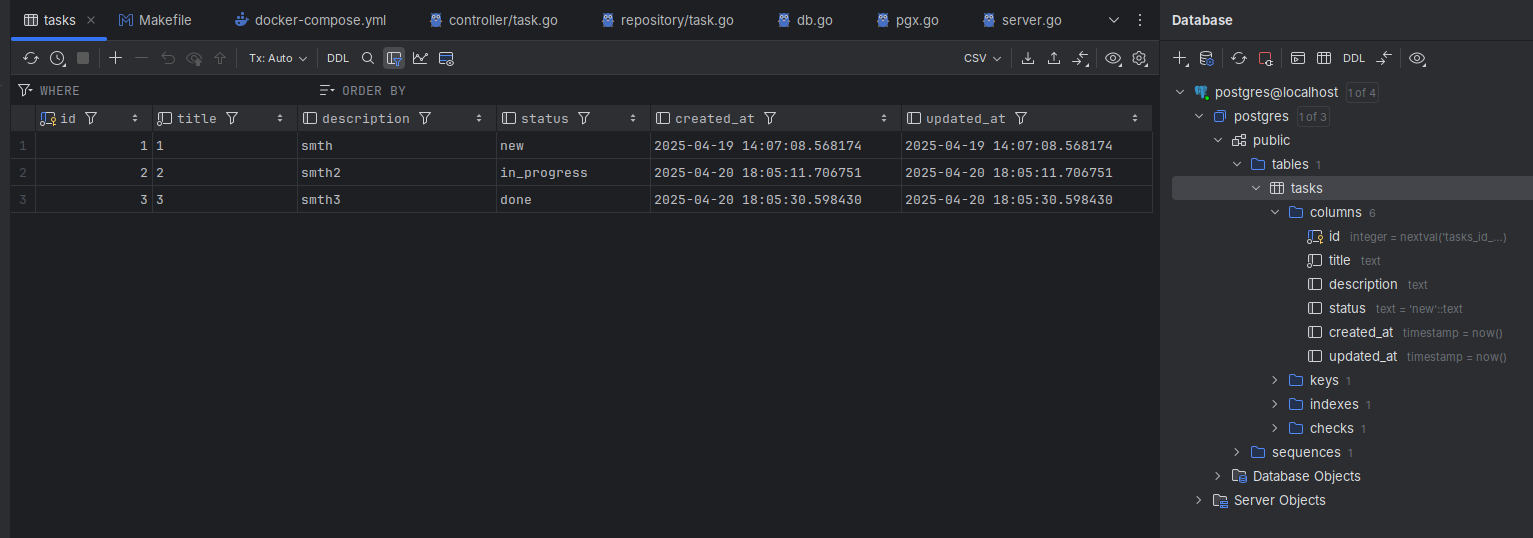 tasks Makefile docker-compose.yml controller/task.go repository/task.go db.go pgx.go server.go
Tx: Auto DDL CSV
WHERE ORDER BY
id title description status created_at updated_at
1 1 1 smth new 2025-04-19 14:07:08.568174 2025-04-19 14:07:08.568174
2 2 2 smth2 in_progress 2025-04-20 18:05:11.706751 2025-04-20 18:05:11.706751
3 3 3 smth3 done 2025-04-20 18:05:30.598430 2025-04-20 18:05:30.598430
Database
DDL
postgres@localhost 1 of 4
postgres 1 of 3
public
tables 1
tasks
columns 6
id integer = nextval('tasks_id_...)
title text
description text
status text = 'new'::text
created_at timestamp = now()
updated_at timestamp = now()
keys 1
indexes 1
checks 1
sequences 1
Database Objects
Server Objects